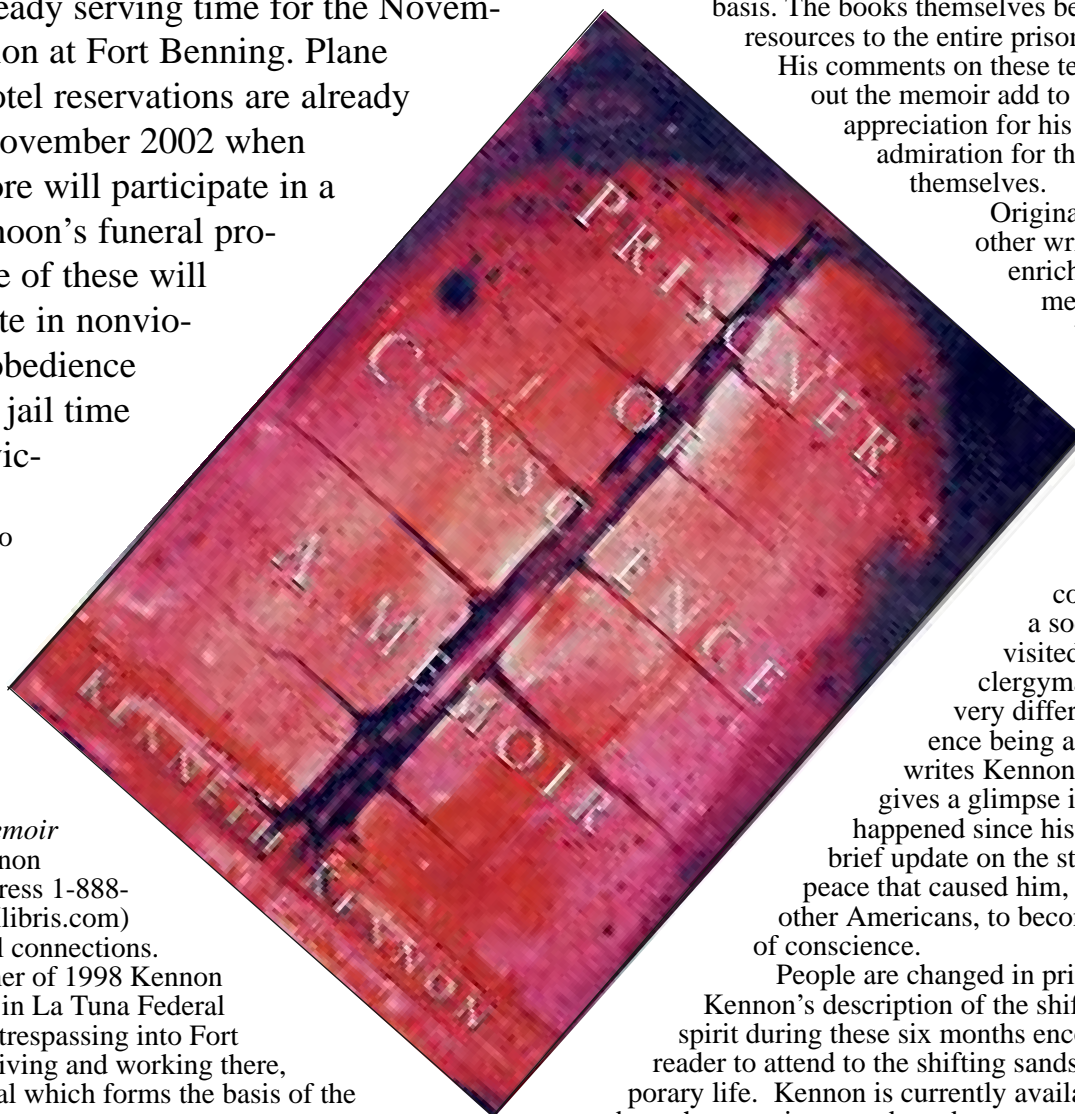 eady serving time for the Novem-
ion at Fort Benning. Plane
otel reservations are already
ovember 2002 when
ore will participate in a
noon’s funeral pro-
e of these will
te in nonvio-
obedience
jail time
vic-
o
emoir
non
ress 1-888-
libris.com)
l connections.
er of 1998 Kennon
in La Tuna Federal
trespassing into Fort
iving and working there,
al which forms the basis of the
PRISONER
OF
CONSCIENCE
A MEMOIR
KENNETH KENNON
basis. The books themselves be
resources to the entire prison
His comments on these te
out the memoir add to
appreciation for his
admiration for th
themselves.
Origina
other wri
enrich
me
co
a so
visited
clergym
very differ
ence being a
writes Kennon
gives a glimpse i
happened since his
brief update on the st
peace that caused him,
other Americans, to becor
of conscience.
People are changed in pri
Kennon’s description of the shif
spirit during these six months enc
reader to attend to the shifting sands
porary life. Kennon is currently availa